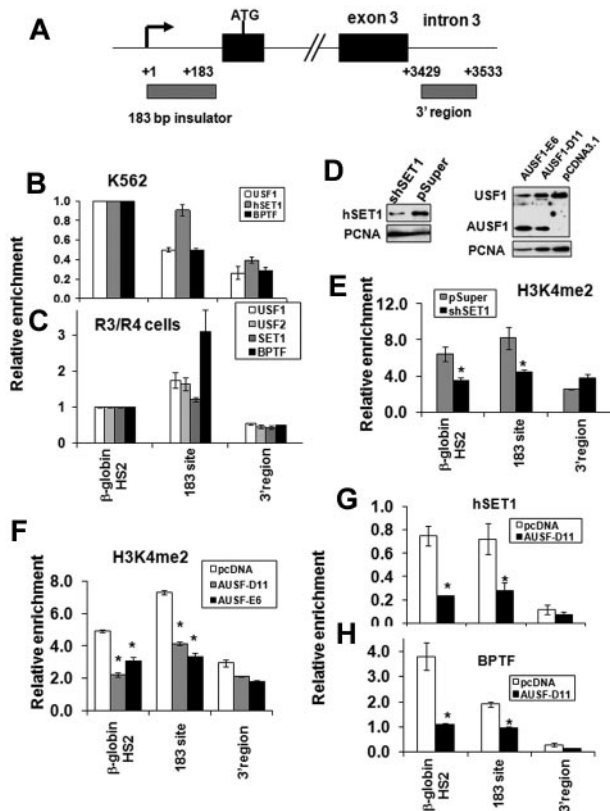 A
ATG
exon 3
intron 3
+1
+183
+3429
+3533
183 bp insulator
3' region
B
K562
USF1
hSET1
BPTF
1.0
0.8
0.6
0.4
0.2
0.0
Relative enrichment
C
R3/R4 cells
USF1
USF2
SET1
BPTF
3
2
1
0
β-globin
HS2
183 site
3'region
D
shSET1
pSuper
hSET1
PCNA
AUSF1-E6
AUSF1-D11
pCDNA3.1
USF1
AUSF1
PCNA
E
H3K4me2
pSuper
shSET1
12.0
8.0
4.0
0.0
Relative enrichment
*
*
β-globin
HS2
183 site
3'region
F
H3K4me2
pcDNA
AUSF-D11
AUSF-E6
8.0
6.0
4.0
2.0
0.0
Relative enrichment
*
*
*
*
β-globin
HS2
183 site
3'region
G
hSET1
pcDNA
AUSF-D11
1.0
0.8
0.6
0.4
0.2
0
*
*
Relative enrichment
H
BPTF
pcDNA
AUSF-D11
4.0
3.0
2.0
1.0
0.0
*
*
β-globin
HS2
183 site
3'region